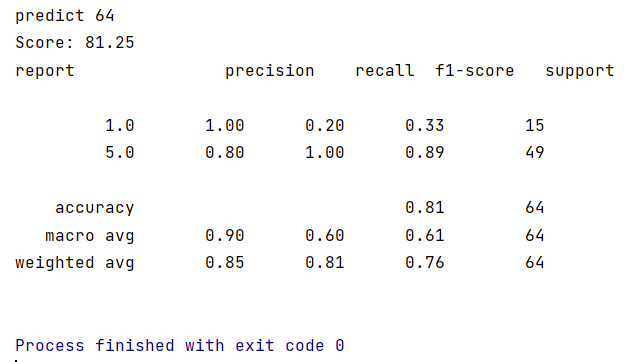 predict 64
Score: 81.25
report               precision    recall  f1-score   support

         1.0       1.00      0.20      0.33        15
         5.0       0.80      1.00      0.89        49

    accuracy                           0.81        64
   macro avg       0.90      0.60      0.61        64
weighted avg       0.85      0.81      0.76        64

Process finished with exit code 0